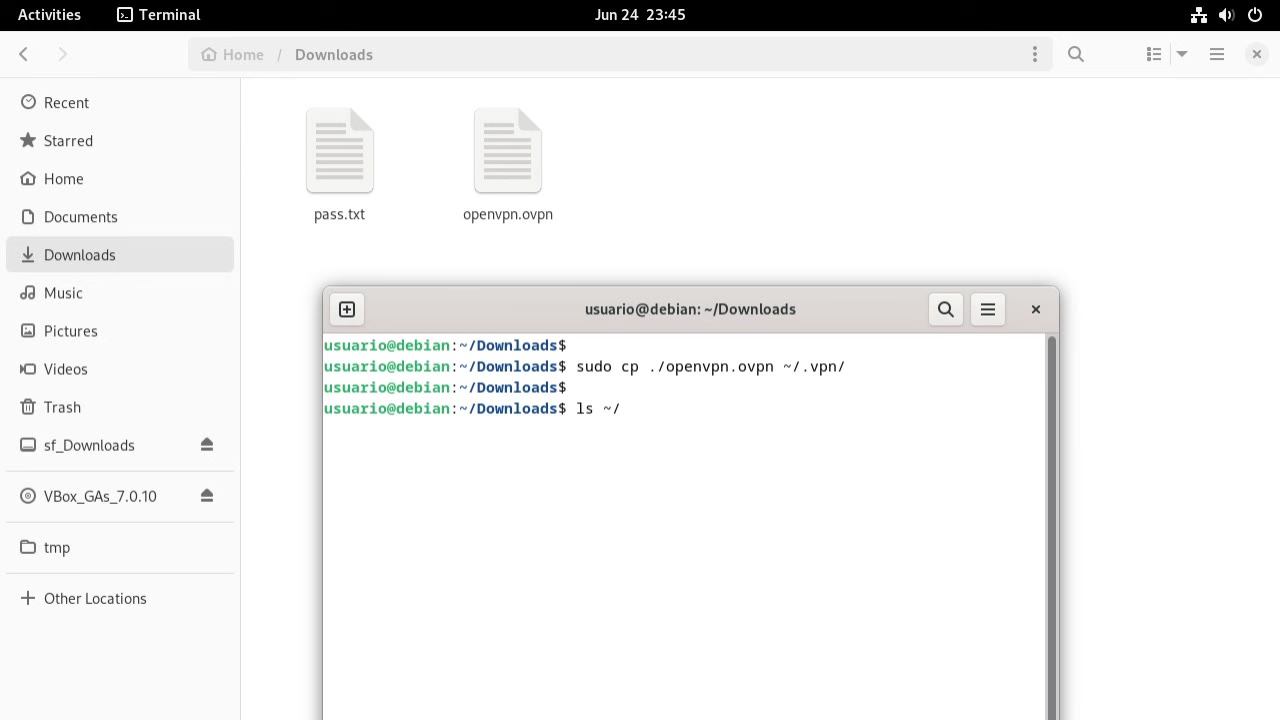 Activities
Terminal
Jun 24 23:45
Home / Downloads
Recent
Starred
Home
Documents
Downloads
Music
Pictures
Videos
Trash
sf_Downloads
VBox_GAs_7.0.10
tmp
Other Locations
pass.txt
openvpn.ovpn
usuario@debian: ~/Downloads
usuario@debian:~/Downloads$
usuario@debian:~/Downloads$ sudo cp ./openvpn.ovpn ~/.vpn/
usuario@debian:~/Downloads$
usuario@debian:~/Downloads$ ls ~/